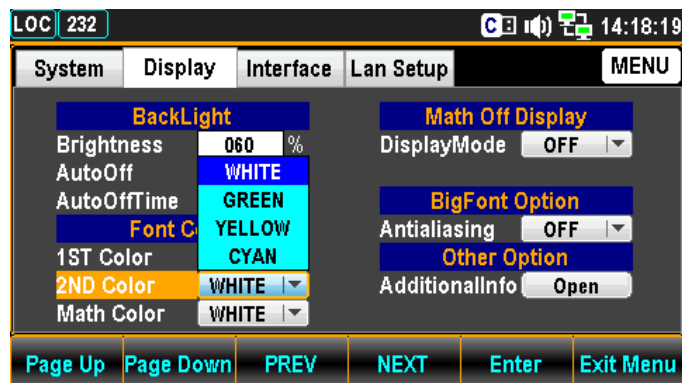 LOC 232 C 14:18:19
System Display Interface Lan Setup MENU
BackLight
Brightness 060 %
AutoOff
AutoOffTime
WHITE
GREEN
YELLOW
CYAN
Font C
1ST Color
2ND Color WHITE
Math Color WHITE
Math Off Display
DisplayMode OFF
BigFont Option
Antialiasing OFF
Other Option
AdditionalInfo Open
Page Up Page Down PREV NEXT Enter Exit Menu